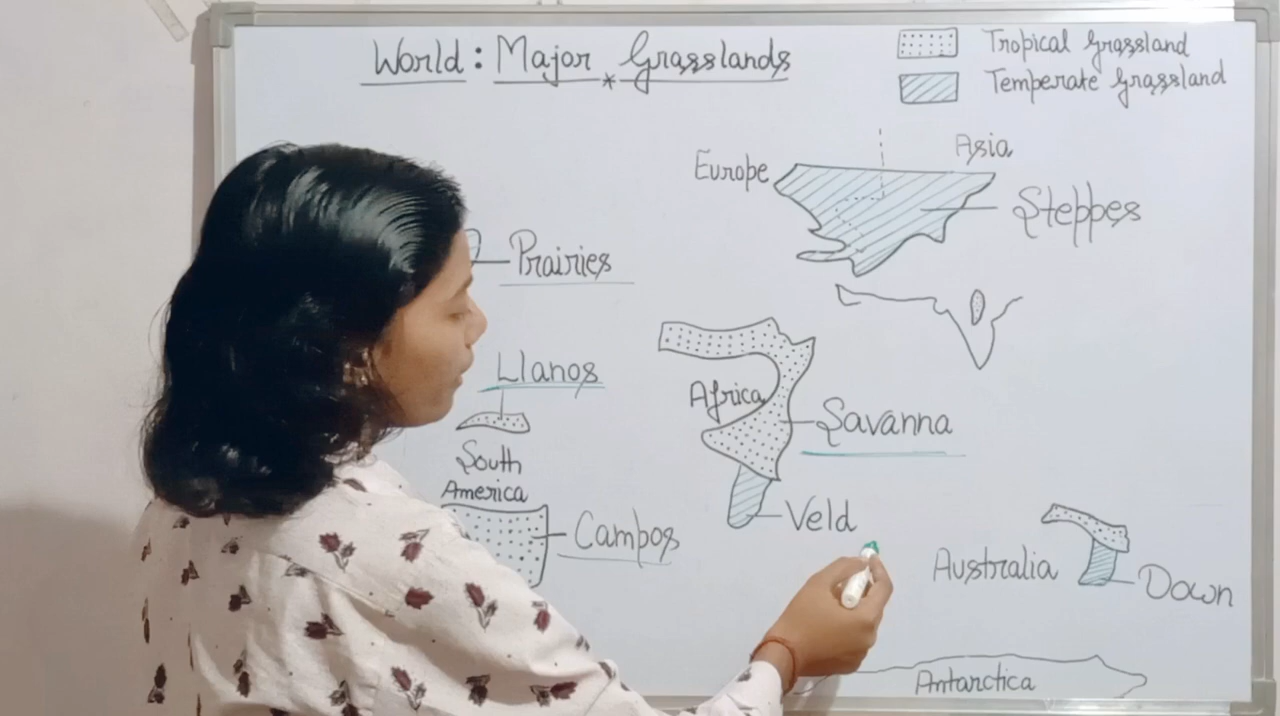 World: Major Grasslands
Tropical Grassland
Temperate Grassland
Europe
Asia
Steppes
Prairies
Llanos
Africa
Savanna
South
America
Campos
Veld
Australia
Down
Antarctica